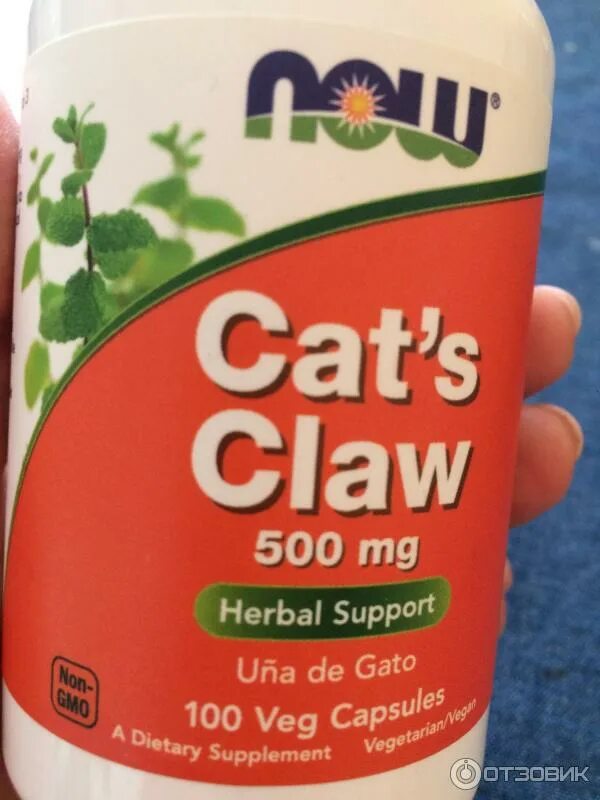 NOW®
Cat's
Claw
500 mg
Herbal Support
Uña de Gato
100 Veg Capsules
Non-
GMO
A Dietary Supplement
Vegetarian/Vegan
ОТЗОВИК